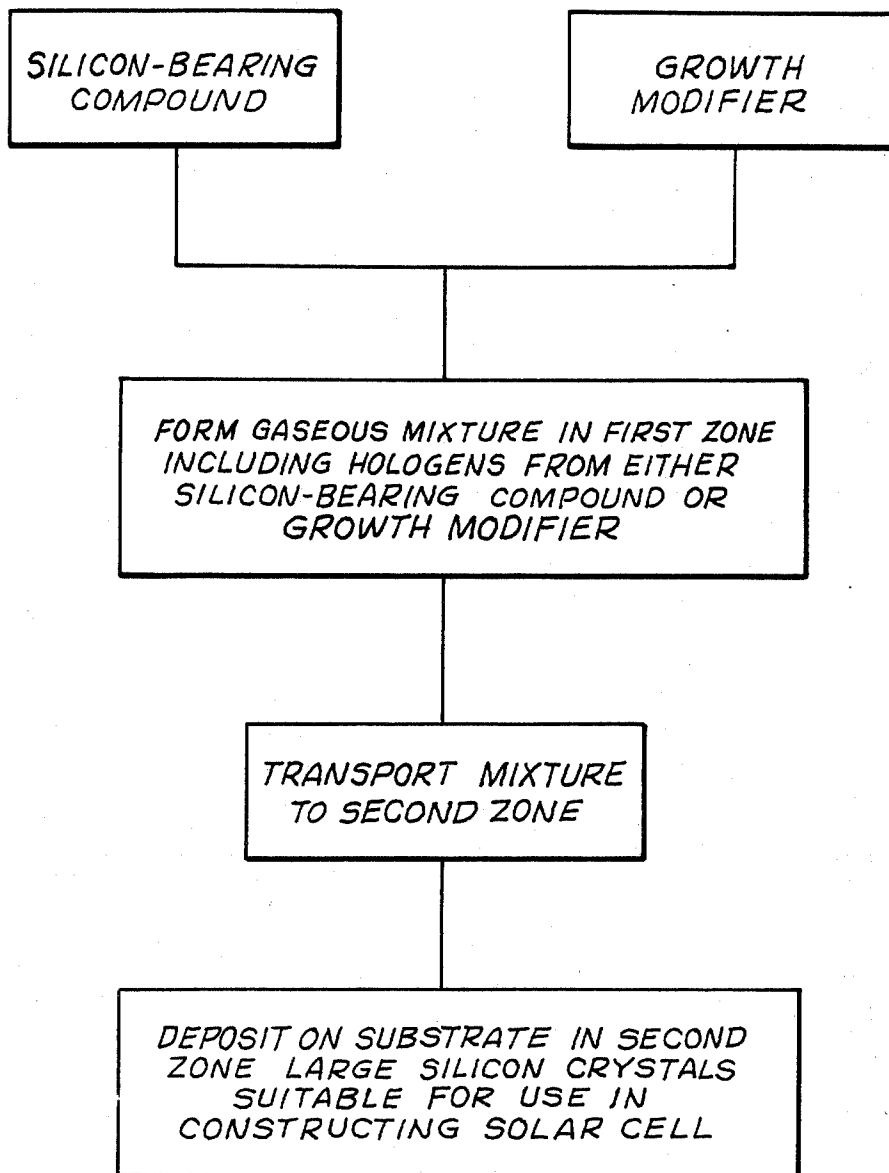 SILICON-BEARING
COMPOUND
GROWTH
MODIFIER
FORM GASEOUS MIXTURE IN FIRST ZONE
INCLUDING HOLOGENS FROM EITHER
SILICON-BEARING COMPOUND OR
GROWTH MODIFIER
TRANSPORT MIXTURE
TO SECOND ZONE
DEPOSIT ON SUBSTRATE IN SECOND
ZONE LARGE SILICON CRYSTALS
SUITABLE FOR USE IN
CONSTRUCTING SOLAR CELL